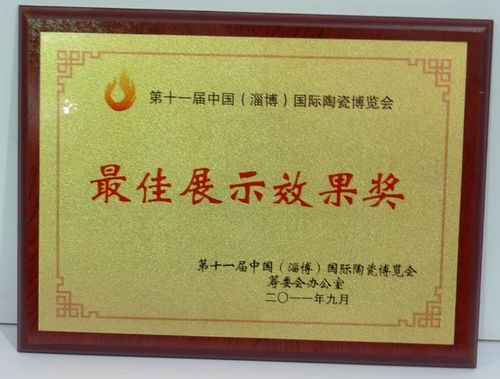 第十一届中国（淄博）国际陶瓷博览会
最佳展示效果奖
第十一届中国（淄博）国际陶瓷博览会
筹委会办公室
二〇一一年九月